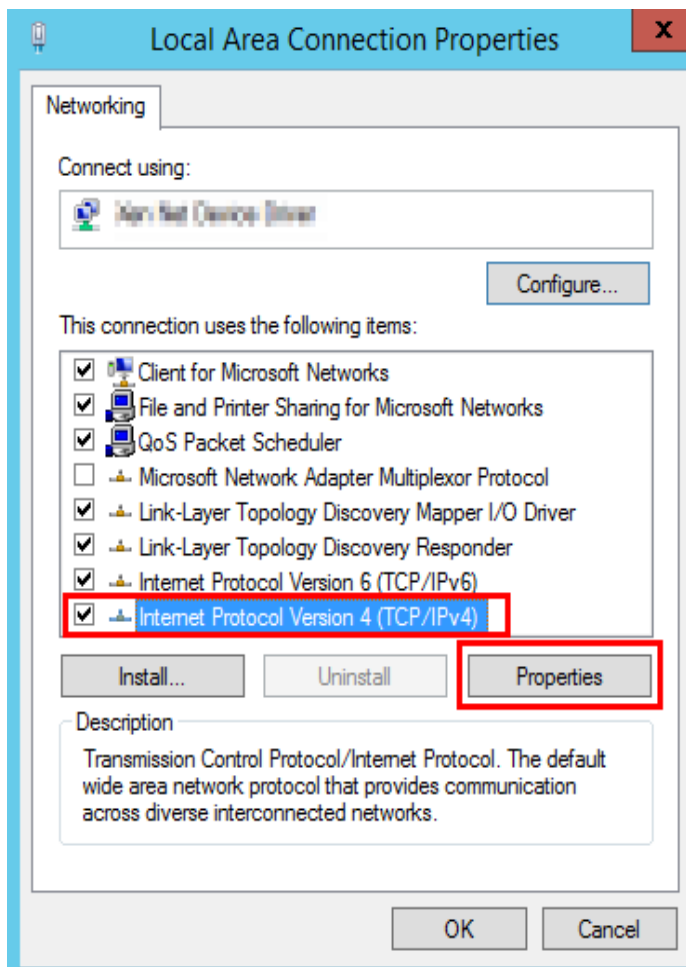 Local Area Connection Properties
x
Networking
Connect using:
Configure...
This connection uses the following items:
Client for Microsoft Networks
File and Printer Sharing for Microsoft Networks
QoS Packet Scheduler
Microsoft Network Adapter Multiplexor Protocol
Link-Layer Topology Discovery Mapper I/O Driver
Link-Layer Topology Discovery Responder
Internet Protocol Version 6 (TCP/IPv6)
Internet Protocol Version 4 (TCP/IPv4)
Install... Uninstall Properties
Description
Transmission Control Protocol/Internet Protocol. The default
wide area network protocol that provides communication
across diverse interconnected networks.
OK Cancel